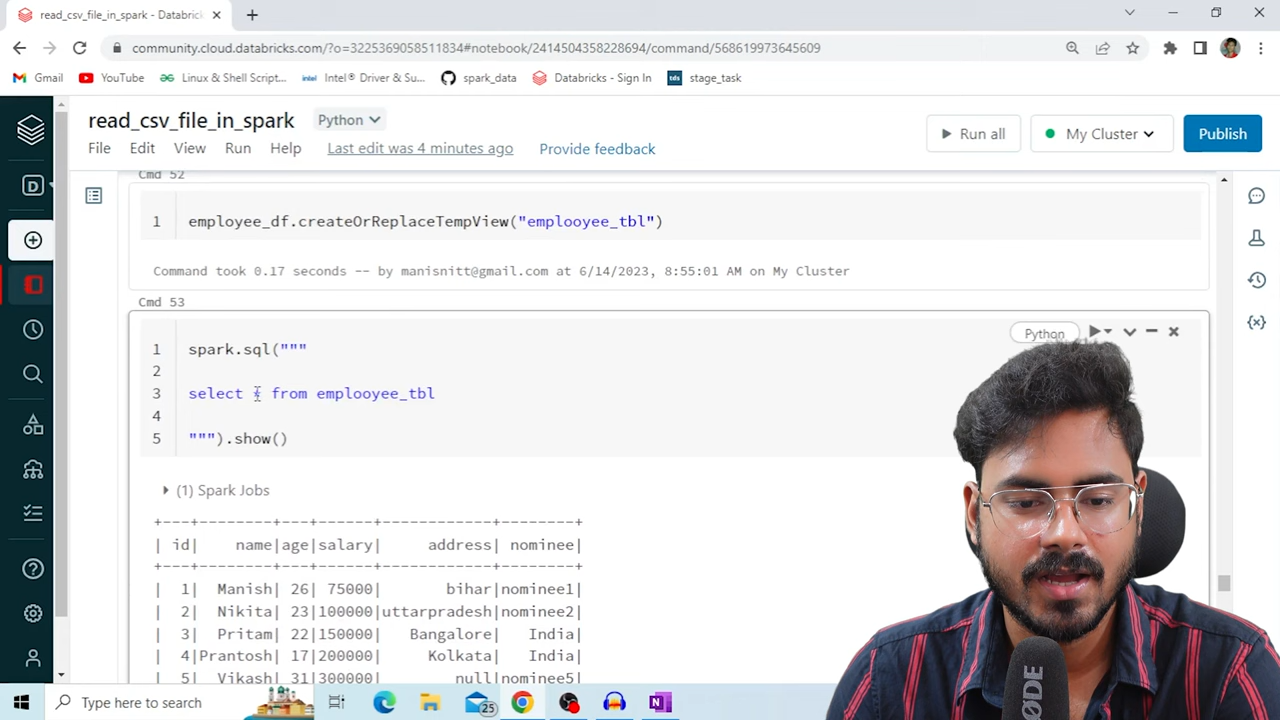 read_csv_file_in_spark - Databric
community.cloud.databricks.com/?o=3225369058511834#notebook/2414504358228694/command/568619973645609
Gmail
YouTube
Linux & Shell Script...
Intel® Driver & Su...
spark_data
Databricks - Sign In
tds stage_task
read_csv_file_in_spark
Python
Run all
My Cluster
Publish
File Edit View Run Help Last edit was 4 minutes ago Provide feedback
D
Cmd 52
1 employee_df.createOrReplaceTempView("emplooyee_tbl")
Command took 0.17 seconds -- by manisnitt@gmail.com at 6/14/2023, 8:55:01 AM on My Cluster
Cmd 53
Python
1 spark.sql("""
2
3 select * from emplooyee_tbl
4
5 """).show()
(1) Spark Jobs
+---+--------+---+------+------------+--------+
| id|    name|age|salary|     address| nominee|
+---+--------+---+------+------------+--------+
|  1|  Manish| 26| 75000|       bihar|nominee1|
|  2|  Nikita| 23|100000|uttarpradesh|nominee2|
|  3|  Pritam| 22|150000|   Bangalore|   India|
|  4|Prantosh| 17|200000|     Kolkata|   India|
|  5|  Vikash| 31|300000|        null|nominee5|
Type here to search
25
N
ODE